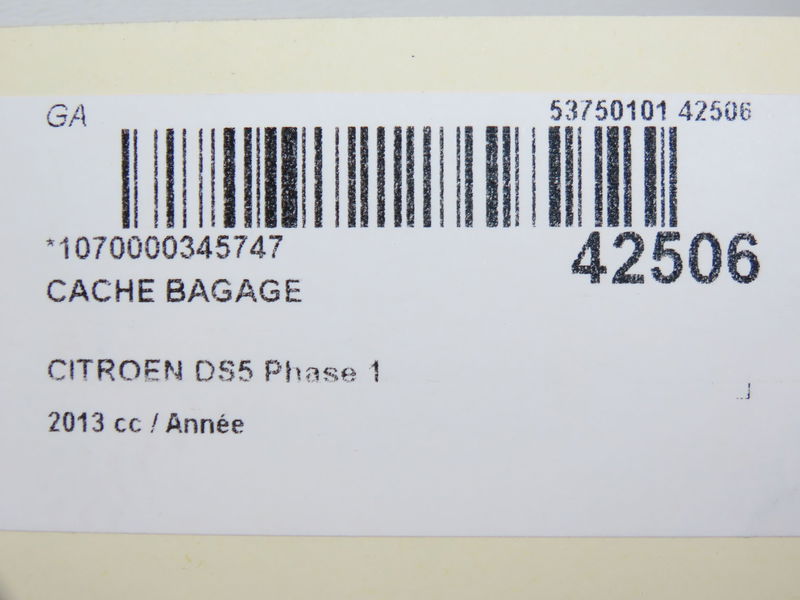 GA
53750101 42506
*1070000345747
42506
CACHE BAGAGE
CITROEN DS5 Phase 1
2013 cc / Année